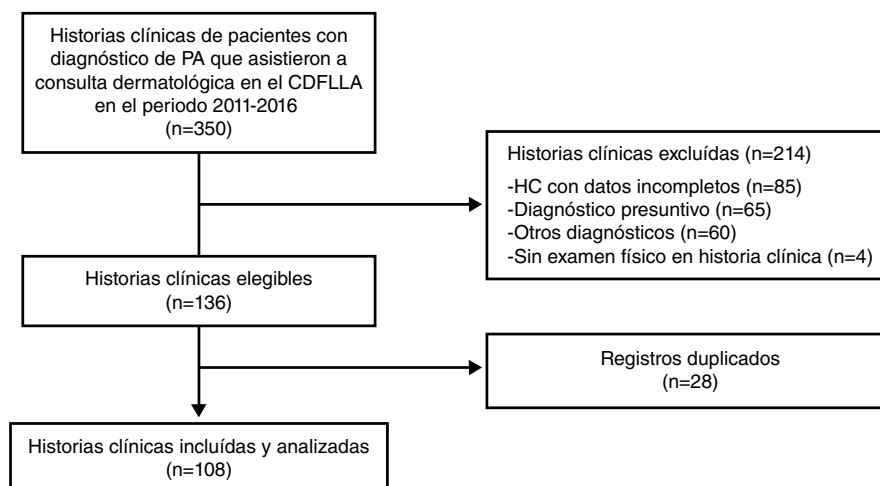 Historias clínicas de pacientes con
diagnóstico de PA que asistieron a
consulta dermatológica en el CDFLLA
en el periodo 2011-2016
(n=350)
Historias clínicas excluídas (n=214)
-HC con datos incompletos (n=85)
-Diagnóstico presuntivo (n=65)
-Otros diagnósticos (n=60)
-Sin examen físico en historia clínica (n=4)
Historias clínicas elegibles
(n=136)
Registros duplicados
(n=28)
Historias clínicas incluídas y analizadas
(n=108)